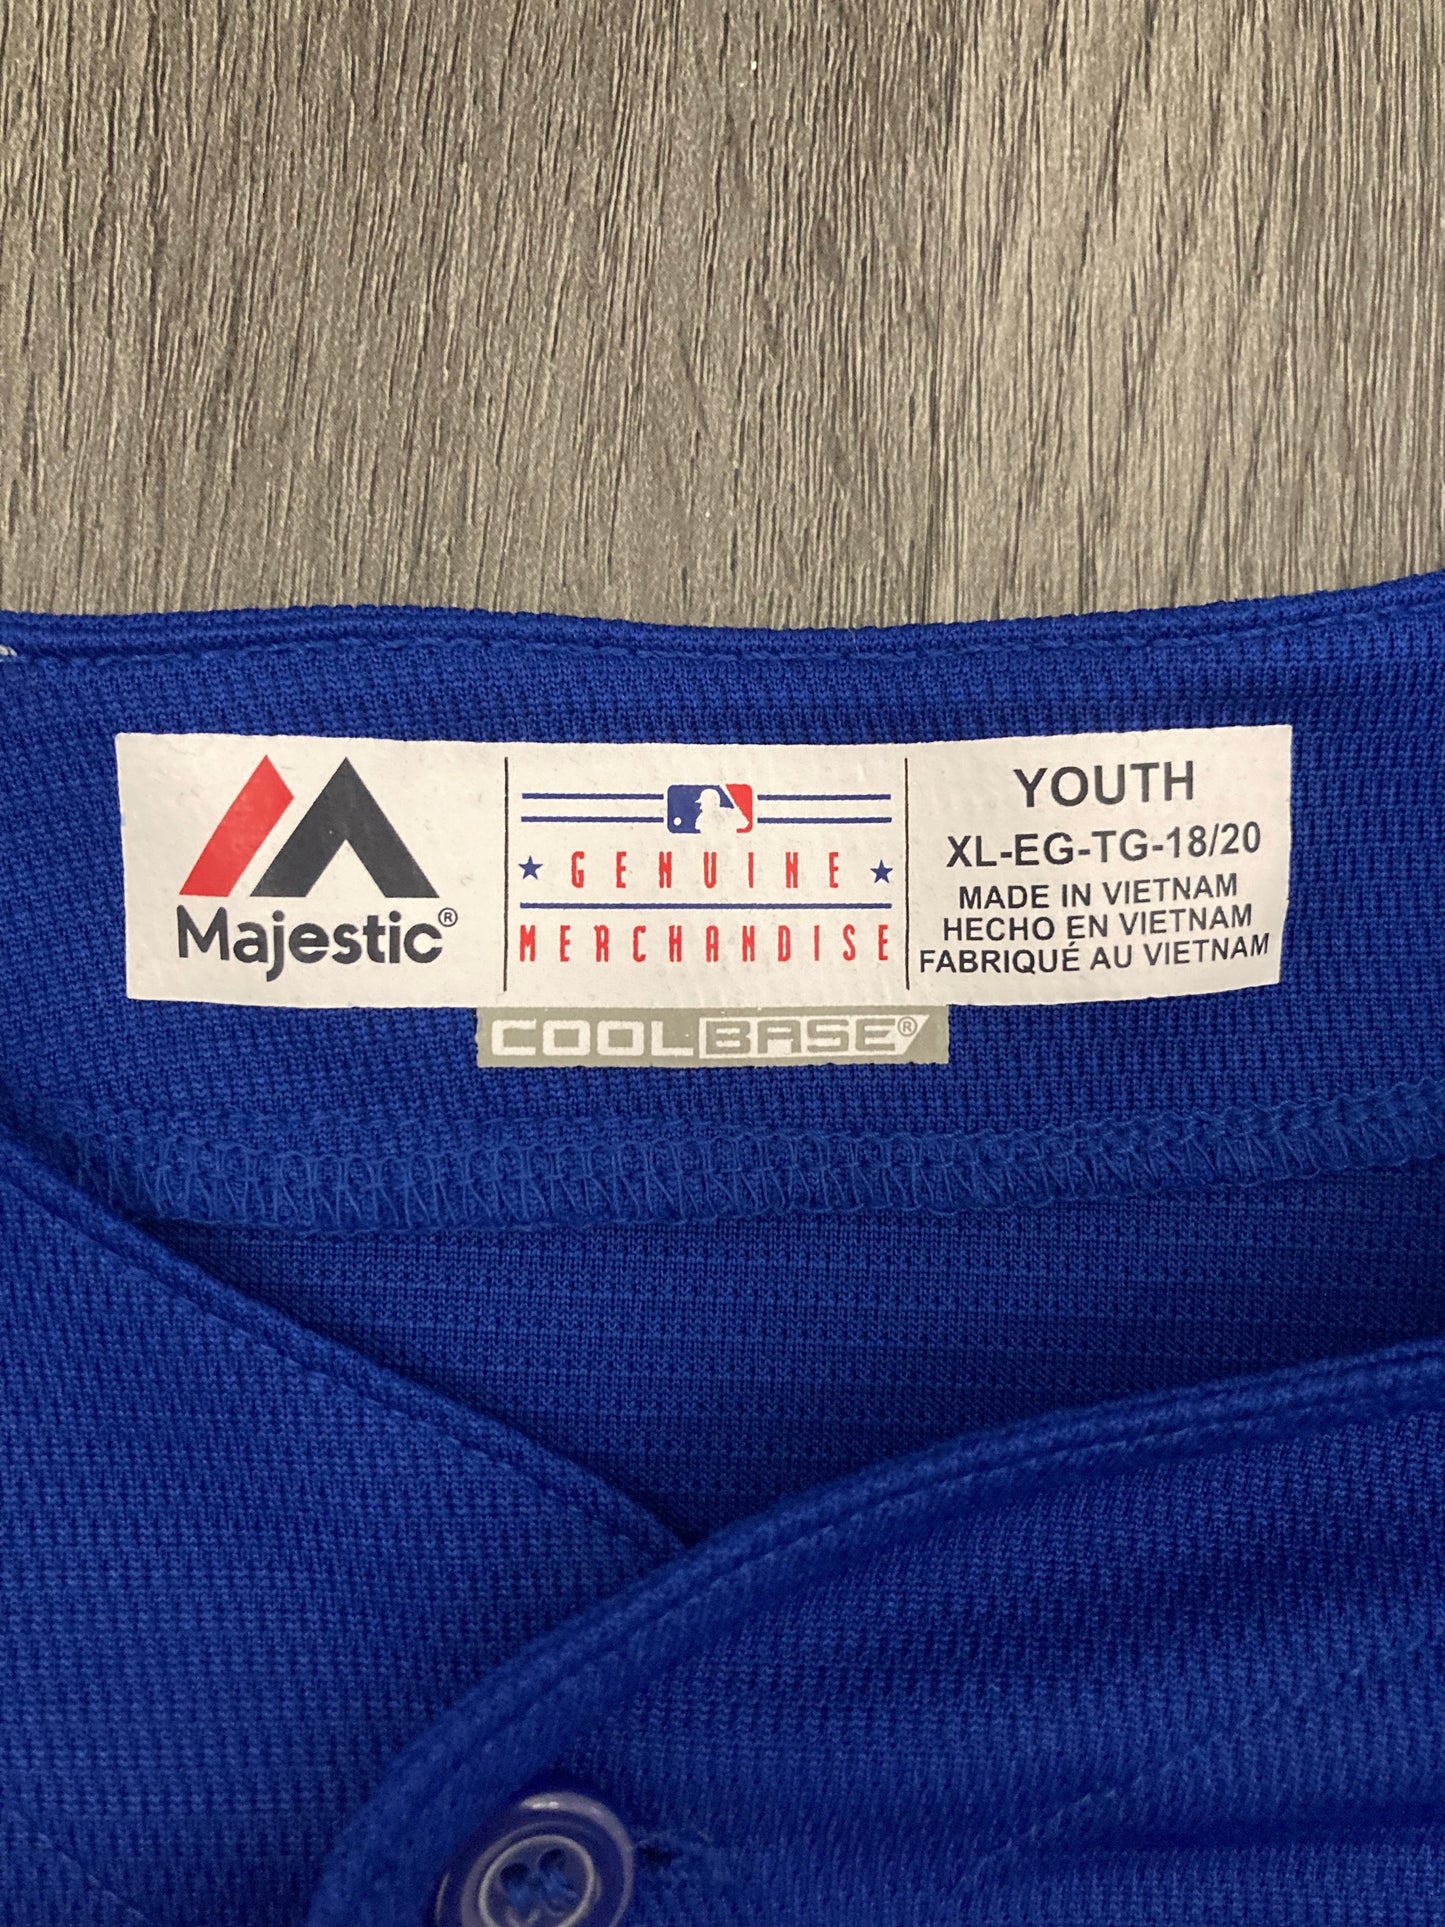 Majestic®
GENUINE
MERCHANDISE
YOUTH
XL-EG-TG-18/20
MADE IN VIETNAM
HECHO EN VIETNAM
FABRIQUÉ AU VIETNAM
COOLBASE®